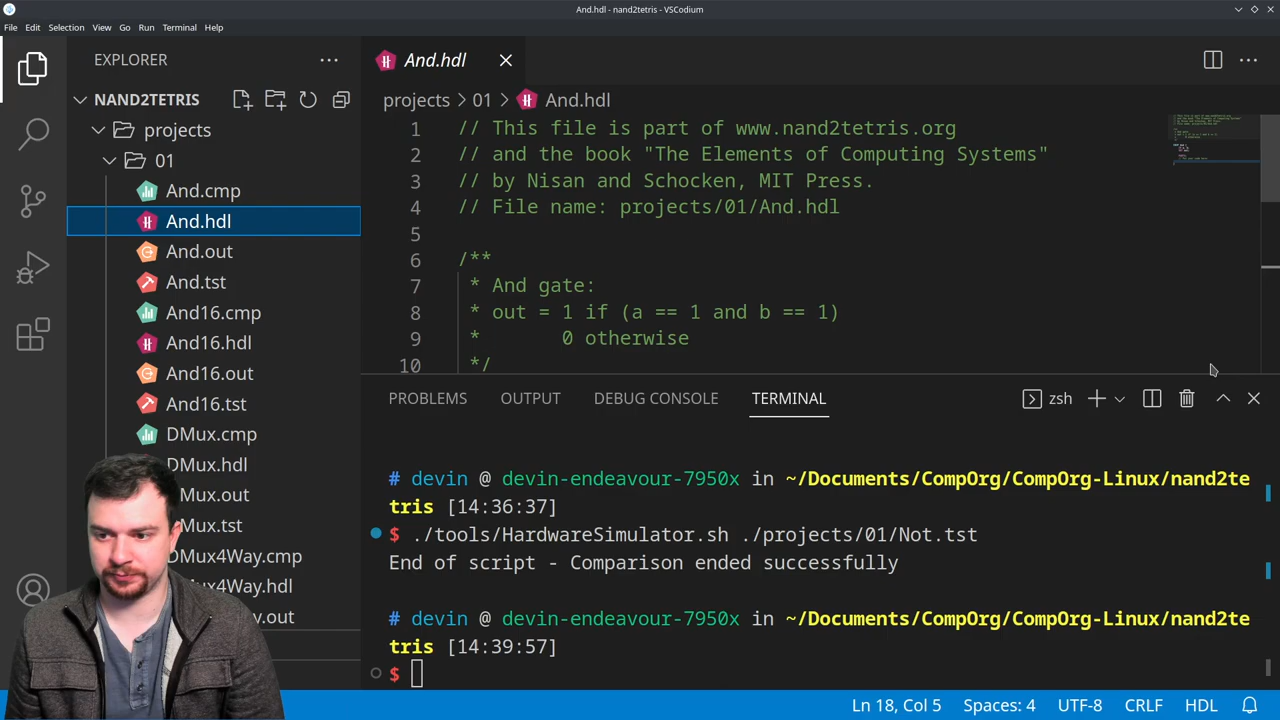 And.hdl - nand2tetris - VSCodium
File Edit Selection View Go Run Terminal Help
EXPLORER
NAND2TETRIS
projects
01
And.cmp
And.hdl
And.out
And.tst
And16.cmp
And16.hdl
And16.out
And16.tst
DMux.cmp
DMux.hdl
Mux.out
Mux.tst
DMux4Way.cmp
4Way.hdl
And.hdl
projects > 01 > And.hdl
1 // This file is part of www.nand2tetris.org
2 // and the book "The Elements of Computing Systems"
3 // by Nisan and Schocken, MIT Press.
4 // File name: projects/01/And.hdl
5
6 /**
7 * And gate:
8 * out = 1 if (a == 1 and b == 1)
9 * 0 otherwise
10 */
PROBLEMS OUTPUT DEBUG CONSOLE TERMINAL zsh
# devin @ devin-endeavour-7950x in ~/Documents/CompOrg/CompOrg-Linux/nand2te
tris [14:36:37]
$ ./tools/HardwareSimulator.sh ./projects/01/Not.tst
End of script - Comparison ended successfully
# devin @ devin-endeavour-7950x in ~/Documents/CompOrg/CompOrg-Linux/nand2te
tris [14:39:57]
$
Ln 18, Col 5 Spaces: 4 UTF-8 CRLF HDL